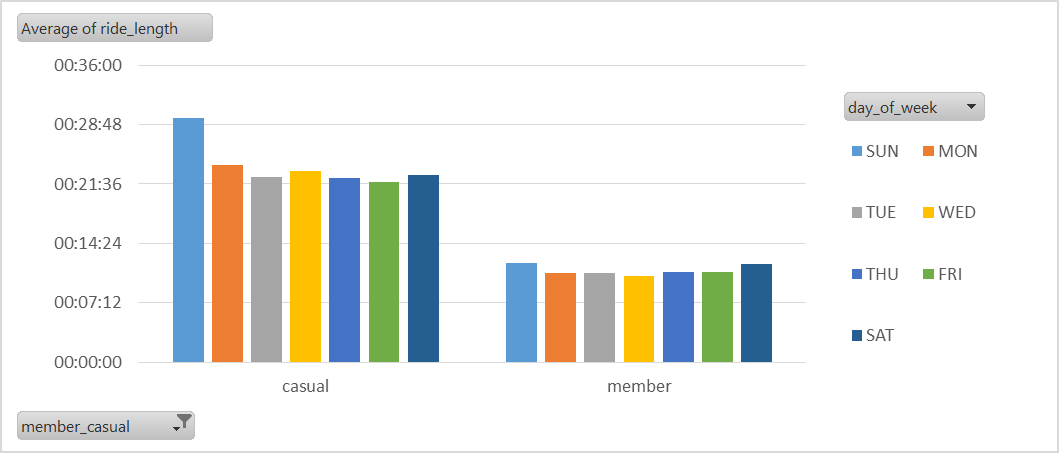 Average of ride_length
00:36:00
00:28:48
00:21:36
00:14:24
00:07:12
00:00:00
casual member
day_of_week
SUN MON
TUE WED
THU FRI
SAT
member_casual